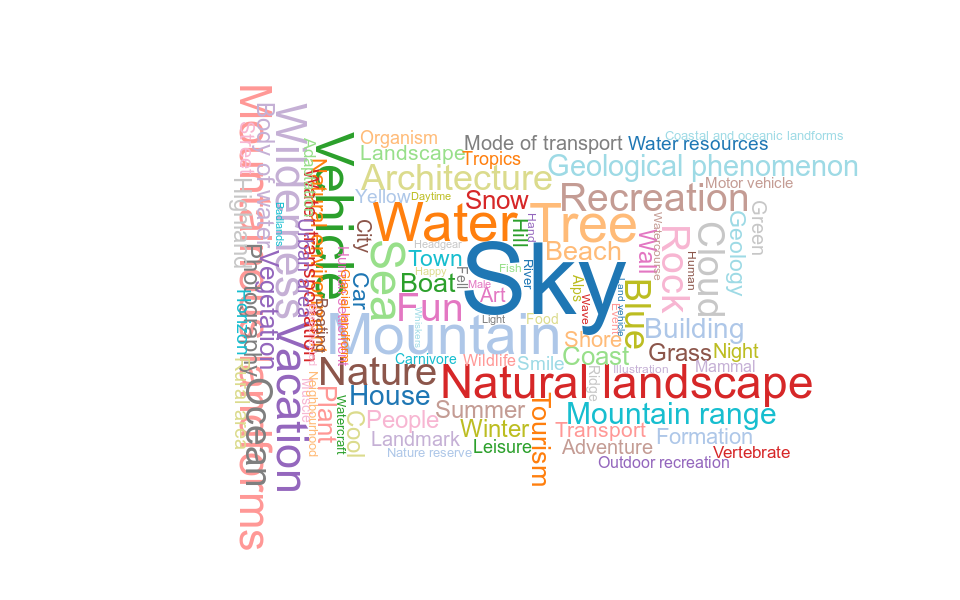 Coastal and oceanic landforms
Organism
Mode of transport
Water resources
Landscape
Tropics
Geological phenomenon
Architecture
Motor vehicle
Yellow
Daytime
Snow
Recreation
Water
Tree
Sky
Headgear
Town
Beach
Happy
Fish
Boat
Male
Art
Fun
Light
Food
Mountain
Building
Shore
Carnivore
Wildlife
Smile
Coast
Grass
Night
Nature
Illustration
Mammal
Natural landscape
House
People
Summer
Mountain range
Landmark
Winter
Transport
Formation
Nature reserve
Leisure
Adventure
Vertebrate
Outdoor recreation
Mountainous landforms
Highland
Body of water
Wilderness
Vacation
Vegetation
Photography
Ocean
Horizon
Rural area
Badlands
Vehicle
City
Car
Boating
Plant
Neighbourhood
Muscle
Watercraft
Cool
Sea
Whiskers
Fell
Hill
Hand
River
Tourism
Alps
Wave
Event
Ridge
Land vehicle
Blue
Wall
Watercourse
Rock
Human
Cloud
Geology
Green